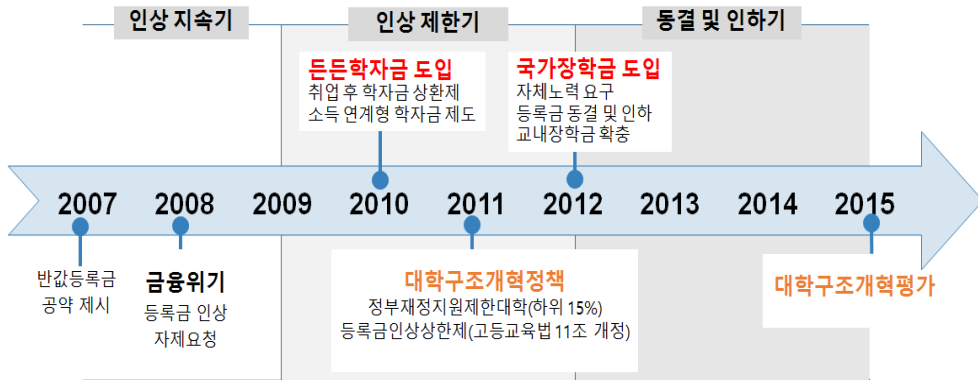 인상 지속기
인상 제한기
동결 및 인하기
든든학자금 도입
취업 후 학자금 상환제
소득 연계형 학자금 제도
국가장학금 도입
자체노력 요구
등록금 동결 및 인하
교내장학금 확충
2007 2008 2009 2010 2011 2012 2013 2014 2015
반값등록금
공약 제시
금융위기
등록금 인상
자제요청
대학구조개혁정책
정부재정지원제한대학(하위 15%)
등록금인상상한제(고등교육법 11조 개정)
대학구조개혁평가